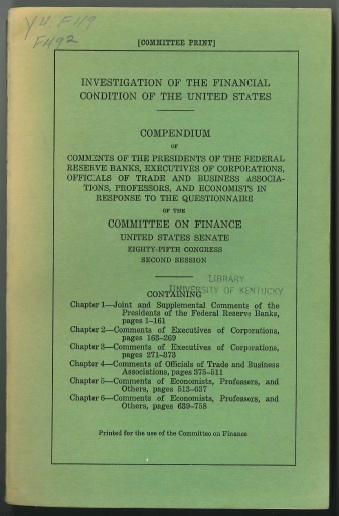 Y4.F49
F492
[COMMITTEE PRINT]
INVESTIGATION OF THE FINANCIAL
CONDITION OF THE UNITED STATES
COMPENDIUM
OF
COMMENTS OF THE PRESIDENTS OF THE FEDERAL
RESERVE BANKS, EXECUTIVES OF CORPORATIONS,
OFFICIALS OF TRADE AND BUSINESS ASSOCIA-
TIONS, PROFESSORS, AND ECONOMISTS IN
RESPONSE TO THE QUESTIONNAIRE
OF THE
COMMITTEE ON FINANCE
UNITED STATES SENATE
EIGHTY-FIFTH CONGRESS
SECOND SESSION
LIBRARY
UNIVERSITY OF KENTUCKY
CONTAINING
Chapter 1—Joint and Supplemental Comments of the
Presidents of the Federal Reserve Banks,
pages 1–161
Chapter 2—Comments of Executives of Corporations,
pages 163–269
Chapter 3—Comments of Executives of Corporations,
pages 271–373
Chapter 4—Comments of Officials of Trade and Business
Associations, pages 375–511
Chapter 5—Comments of Economists, Professors, and
Others, pages 513–637
Chapter 6—Comments of Economists, Professors, and
Others, pages 639–758
Printed for the use of the Committee on Finance